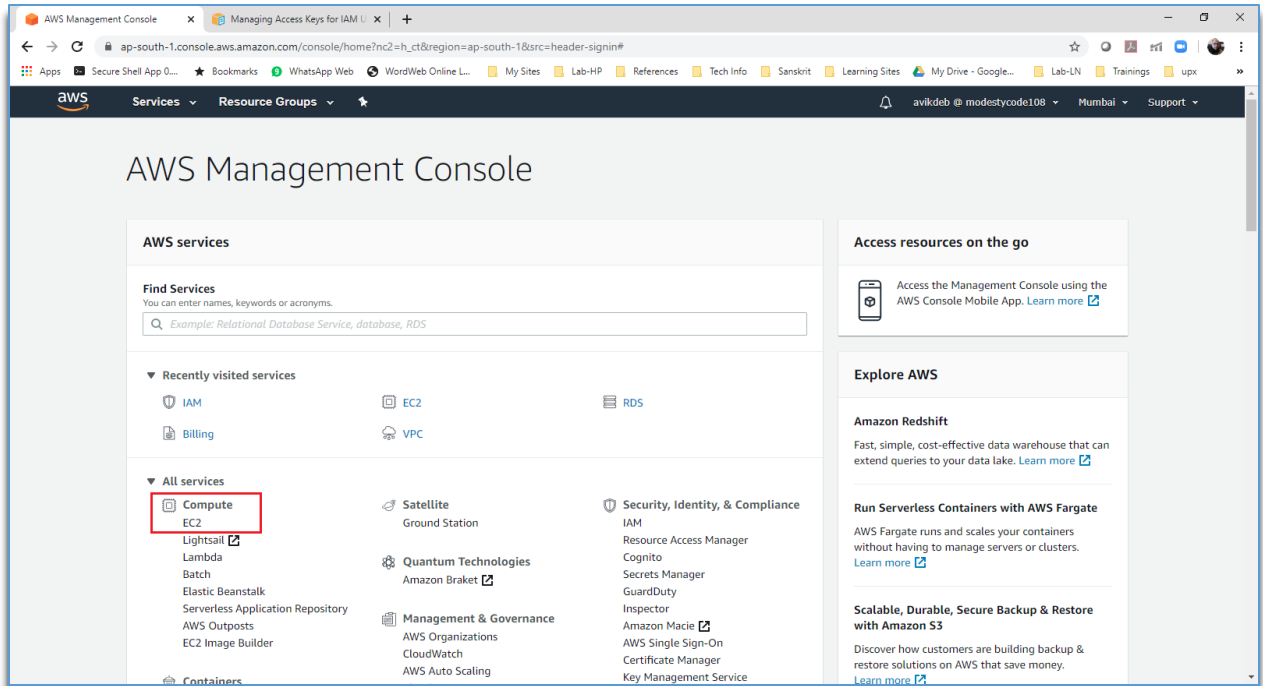 AWS Management Console
Managing Access Keys for IAM U
ap-south-1.console.aws.amazon.com/console/home?nc2=h_ct&region=ap-south-1&src=header-signin#
Apps Secure Shell App 0.... Bookmarks WhatsApp Web WordWeb Online L... My Sites Lab-HP References Tech Info Sanskrit Learning Sites My Drive - Google... Lab-LN Trainings upx »
aws Services Resource Groups avikdeb @ modestycode108 Mumbai Support
AWS Management Console
AWS services
Find Services
You can enter names, keywords or acronyms.
Example: Relational Database Service, database, RDS
Recently visited services
IAM
EC2
RDS
Billing
VPC
All services
Compute
EC2
Lightsail
Lambda
Batch
Elastic Beanstalk
Serverless Application Repository
AWS Outposts
EC2 Image Builder
Containers
Satellite
Ground Station
Quantum Technologies
Amazon Braket
Management & Governance
AWS Organizations
CloudWatch
AWS Auto Scaling
Security, Identity, & Compliance
IAM
Resource Access Manager
Cognito
Secrets Manager
GuardDuty
Inspector
Amazon Macie
AWS Single Sign-On
Certificate Manager
Key Management Service
Access resources on the go
Access the Management Console using the
AWS Console Mobile App. Learn more
Explore AWS
Amazon Redshift
Fast, simple, cost-effective data warehouse that can
extend queries to your data lake. Learn more
Run Serverless Containers with AWS Fargate
AWS Fargate runs and scales your containers
without having to manage servers or clusters.
Learn more
Scalable, Durable, Secure Backup & Restore
with Amazon S3
Discover how customers are building backup &
restore solutions on AWS that save money.
Learn more